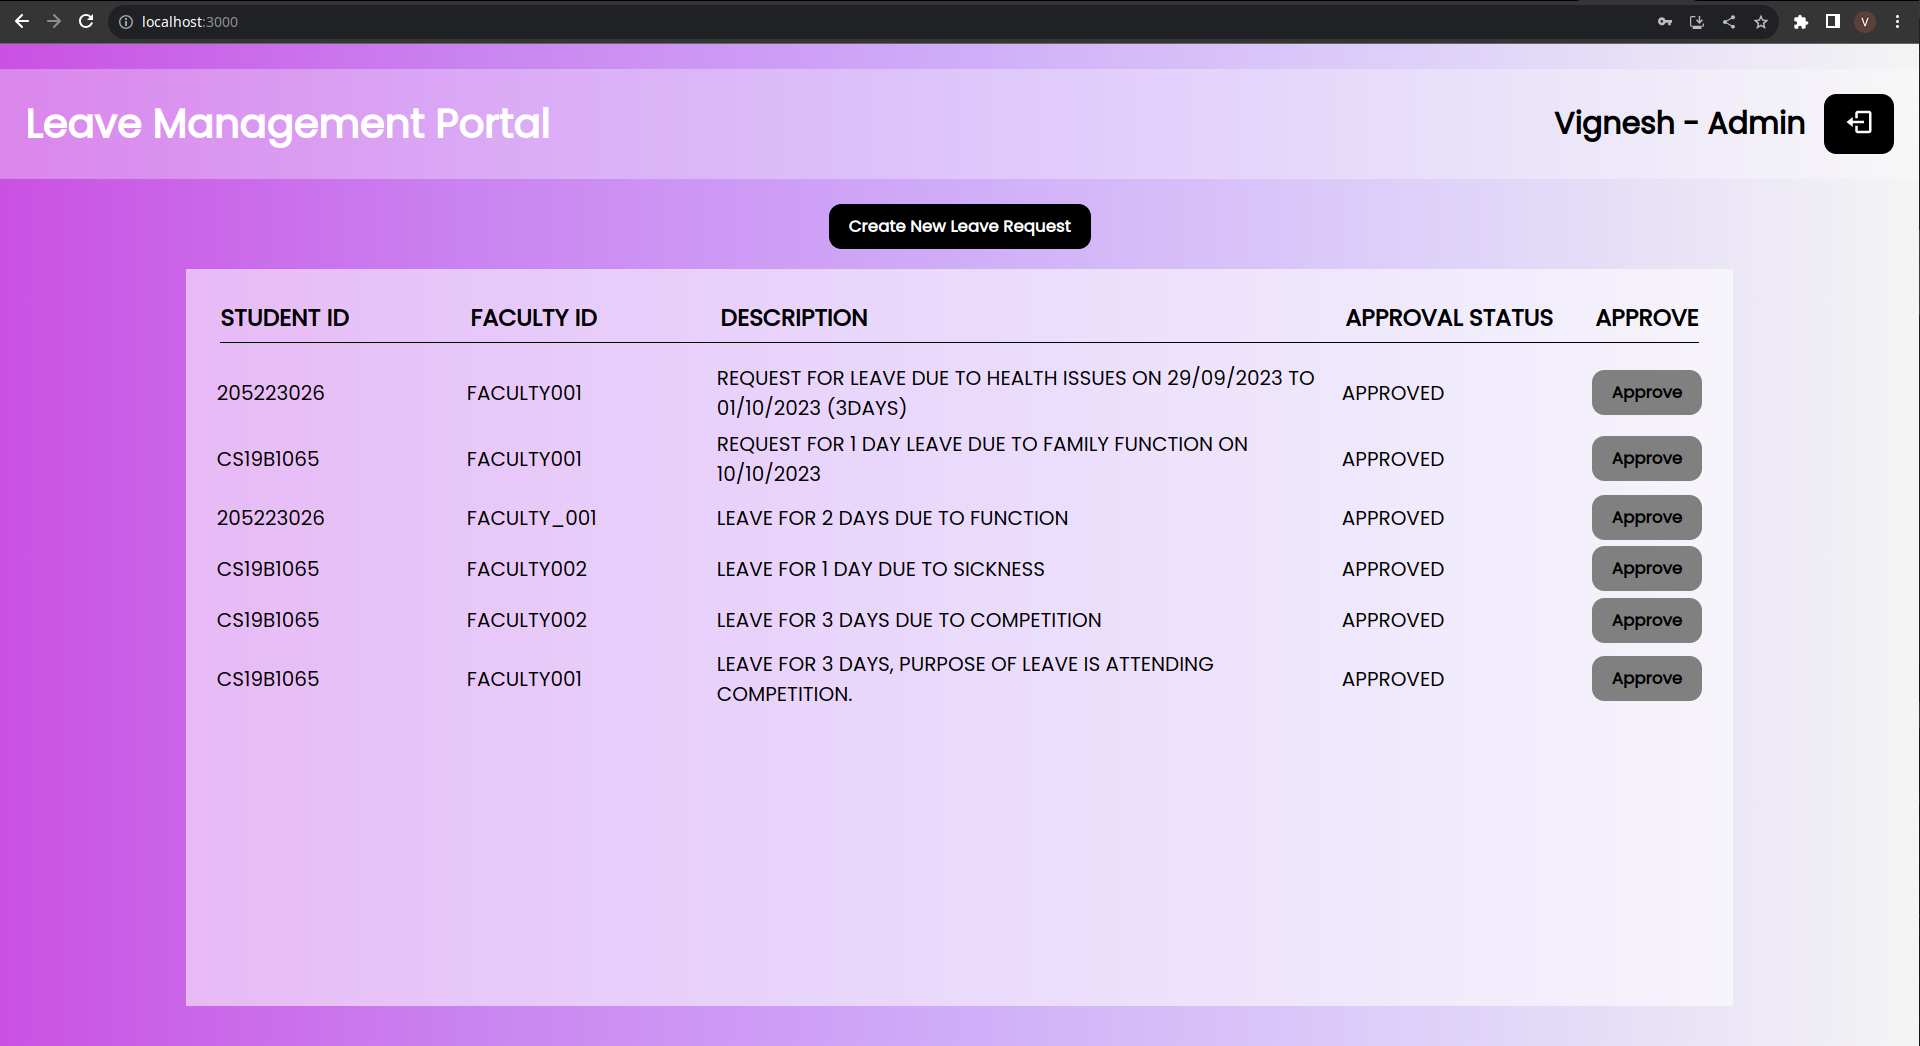 localhost:3000
V
Leave Management Portal
Vignesh - Admin
Create New Leave Request
STUDENT ID FACULTY ID DESCRIPTION APPROVAL STATUS APPROVE
205223026 FACULTY001 REQUEST FOR LEAVE DUE TO HEALTH ISSUES ON 29/09/2023 TO
01/10/2023 (3DAYS) APPROVED Approve
CS19B1065 FACULTY001 REQUEST FOR 1 DAY LEAVE DUE TO FAMILY FUNCTION ON
10/10/2023 APPROVED Approve
205223026 FACULTY_001 LEAVE FOR 2 DAYS DUE TO FUNCTION APPROVED Approve
CS19B1065 FACULTY002 LEAVE FOR 1 DAY DUE TO SICKNESS APPROVED Approve
CS19B1065 FACULTY002 LEAVE FOR 3 DAYS DUE TO COMPETITION APPROVED Approve
CS19B1065 FACULTY001 LEAVE FOR 3 DAYS, PURPOSE OF LEAVE IS ATTENDING
COMPETITION. APPROVED Approve